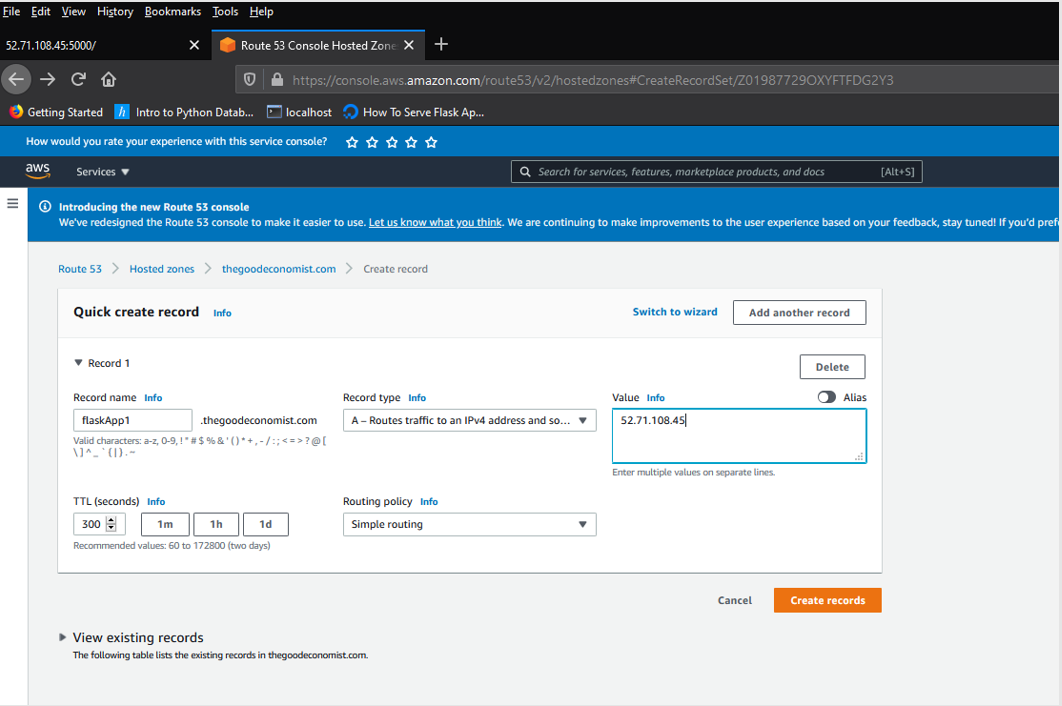 File Edit View History Bookmarks Tools Help
52.71.108.45:5000/ Route 53 Console Hosted Zone
https://console.aws.amazon.com/route53/v2/hostedzones#CreateRecordSet/Z01987729OXYFTFDG2Y3
Getting Started Intro to Python Datab... localhost How To Serve Flask Ap...
How would you rate your experience with this service console?
aws Services Search for services, features, marketplace products, and docs [Alt+S]
Introducing the new Route 53 console
We've redesigned the Route 53 console to make it easier to use. Let us know what you think. We are continuing to make improvements to the user experience based on your feedback, stay tuned! If you'd pref
Route 53 Hosted zones thegoodeconomist.com Create record
Quick create record Info Switch to wizard Add another record
Record 1 Delete
Record name Info Record type Info Value Info Alias
flaskApp1 .thegoodeconomist.com A – Routes traffic to an IPv4 address and so... 52.71.108.45
Valid characters: a-z, 0-9, ! " # $ % & ' ( ) * + , - / : ; < = > ? @ [
\ ] ^ _ ` { | } . ~
Enter multiple values on separate lines.
TTL (seconds) Info Routing policy Info
300 1m 1h 1d Simple routing
Recommended values: 60 to 172800 (two days)
Cancel Create records
View existing records
The following table lists the existing records in thegoodeconomist.com.